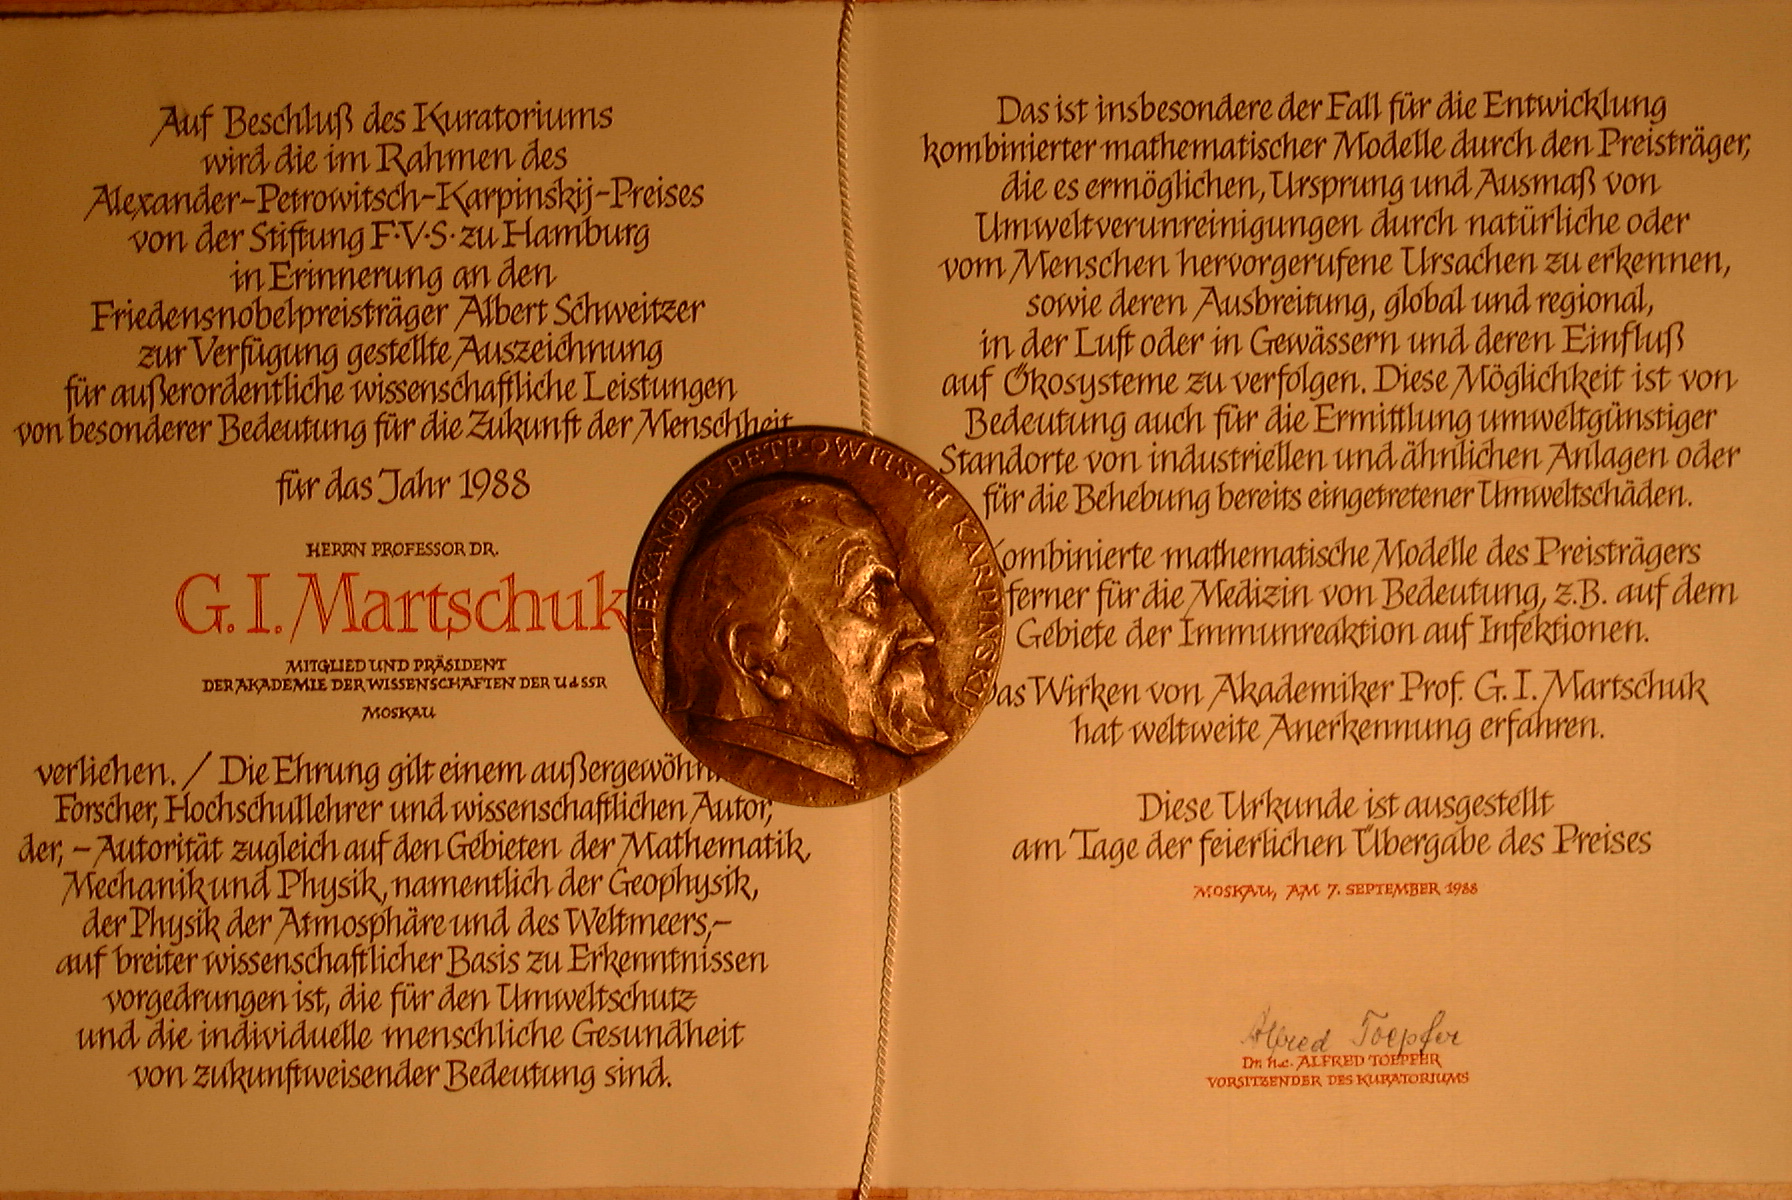 Auf Beschluß des Kuratoriums
wird die im Rahmen des
Alexander-Petrowitsch-Karpinskij-Preises
von der Stiftung F·V·S· zu Hamburg
in Erinnerung an den
Friedensnobelpreisträger Albert Schweitzer
zur Verfügung gestellte Auszeichnung
für außerordentliche wissenschaftliche Leistungen
von besonderer Bedeutung für die Zukunft der Menschheit
für das Jahr 1988
HERRN PROFESSOR DR.
G. I. Martschuk
MITGLIED UND PRÄSIDENT
DER AKADEMIE DER WISSENSCHAFTEN DER UdSSR
MOSKAU
verliehen. / Die Ehrung gilt einem
Forscher, Hochschullehrer und wissenschaftlichen Autor,
der, – Autorität zugleich auf den Gebieten der Mathematik,
Mechanik und Physik, namentlich der Geophysik,
der Physik der Atmosphäre und des Weltmeers, –
auf breiter wissenschaftlicher Basis zu Erkenntnissen
vorgedrungen ist, die für den Umweltschutz
und die individuelle menschliche Gesundheit
von zukunftweisender Bedeutung sind.
ALEXANDER PETROWITSCH KARPINSKIJ
Das ist insbesondere der Fall für die Entwicklung
kombinierter mathematischer Modelle durch den Preisträger,
die es ermöglichen, Ursprung und Ausmaß von
Umweltverunreinigungen durch natürliche oder
vom Menschen hervorgerufene Ursachen zu erkennen,
sowie deren Ausbreitung, global und regional,
in der Luft oder in Gewässern und deren Einfluß
auf Ökosysteme zu verfolgen. Diese Möglichkeit ist von
Bedeutung auch für die Ermittlung umweltgünstiger
Standorte von industriellen und ähnlichen Anlagen oder
für die Behebung bereits eingetretener Umweltschäden.
Kombinierte mathematische Modelle des Preisträgers
ferner für die Medizin von Bedeutung, z.B. auf dem
Gebiete der Immunreaktion auf Infektionen.
Das Wirken von Akademiker Prof. G. I. Martschuk
hat weltweite Anerkennung erfahren.
Diese Urkunde ist ausgestellt
am Tage der feierlichen Übergabe des Preises
MOSKAU, AM 7. SEPTEMBER 1988
Alfred Toepfer
Dr. h.c. ALFRED TOEPFER
VORSITZENDER DES KURATORIUMS